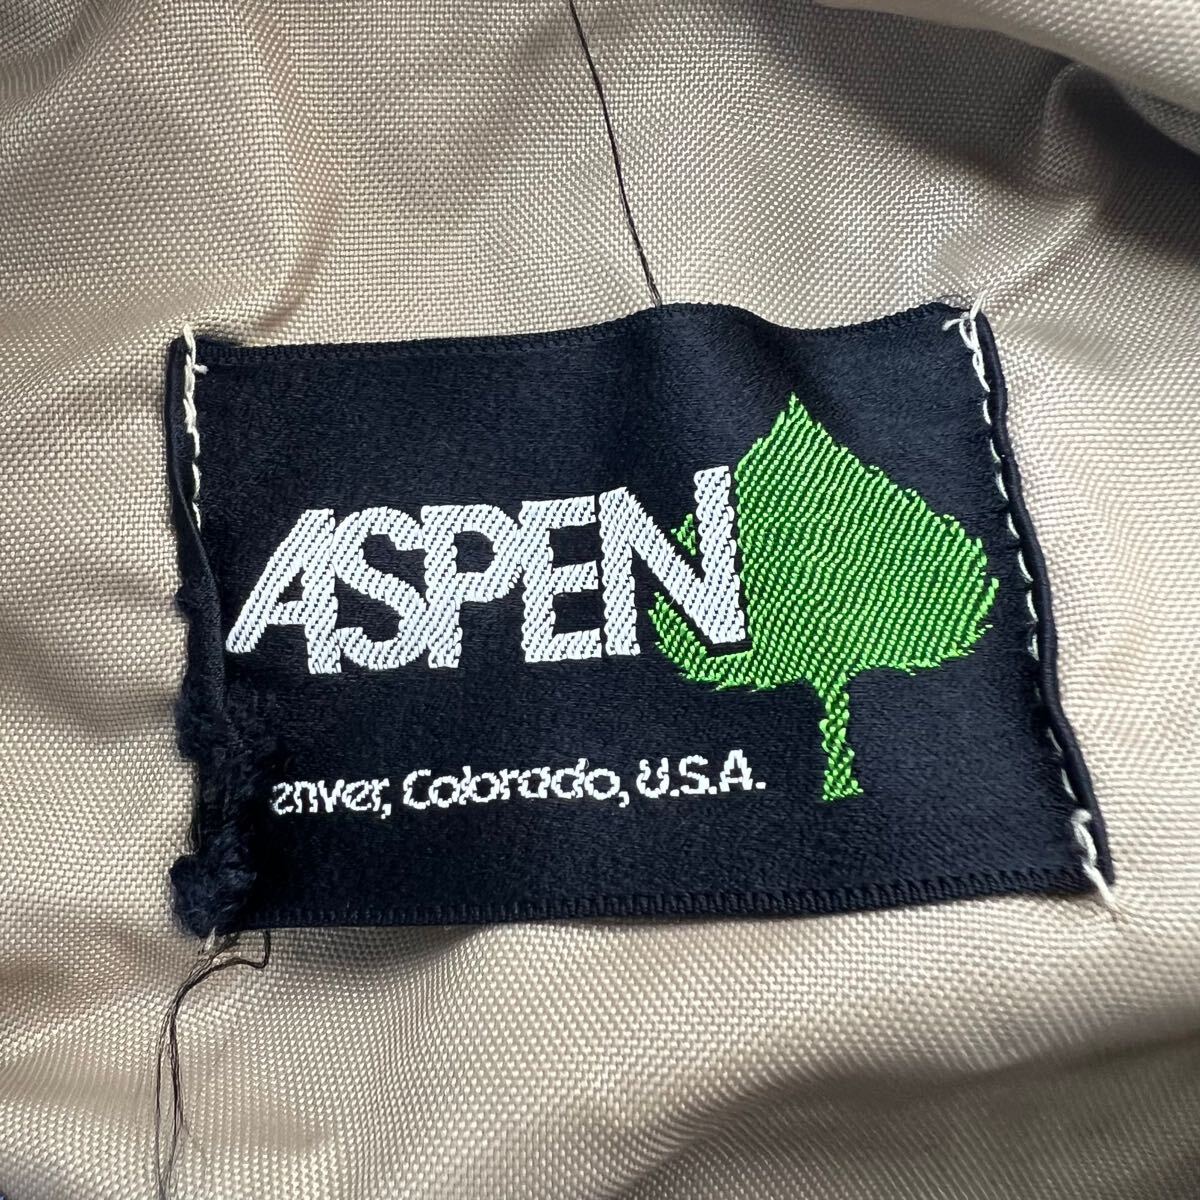 ASPEN
enver, Colorado, U.S.A.